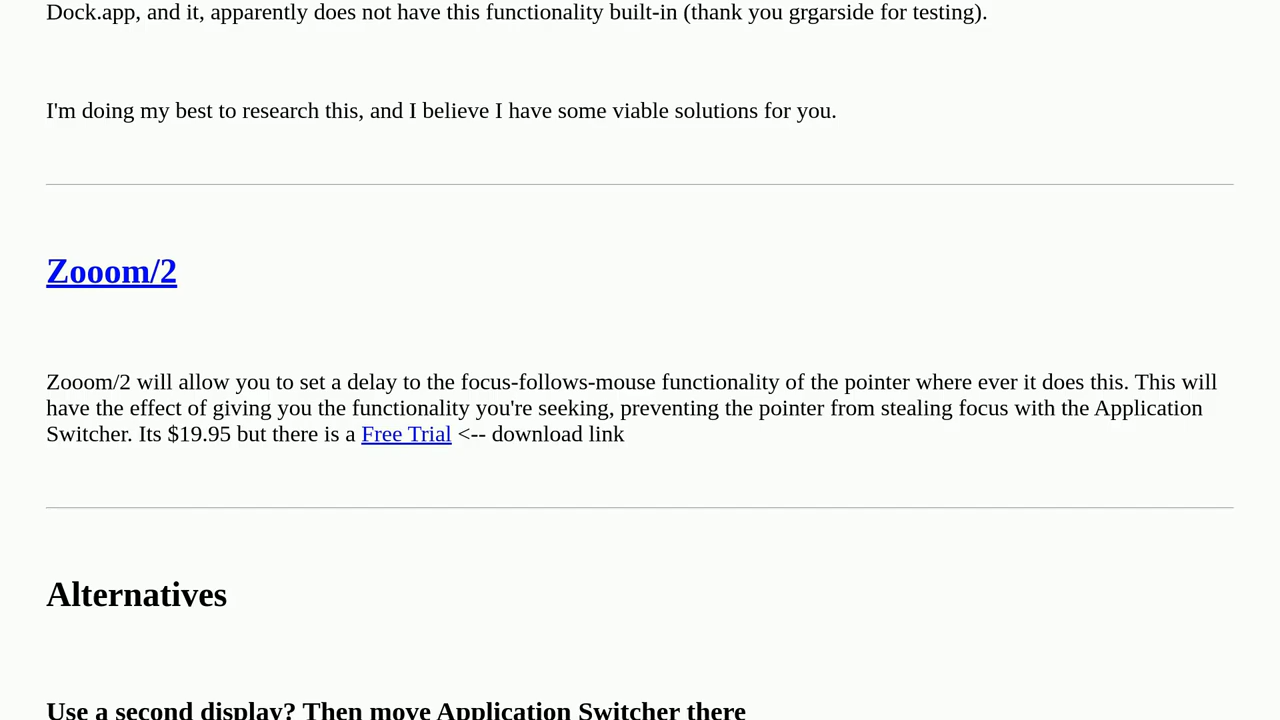 Dock.app, and it, apparently does not have this functionality built-in (thank you grgarside for testing).
I'm doing my best to research this, and I believe I have some viable solutions for you.
Zooom/2
Zooom/2 will allow you to set a delay to the focus-follows-mouse functionality of the pointer where ever it does this. This will
have the effect of giving you the functionality you're seeking, preventing the pointer from stealing focus with the Application
Switcher. Its $19.95 but there is a Free Trial <-- download link
Alternatives
Use a second display? Then move Application Switcher there